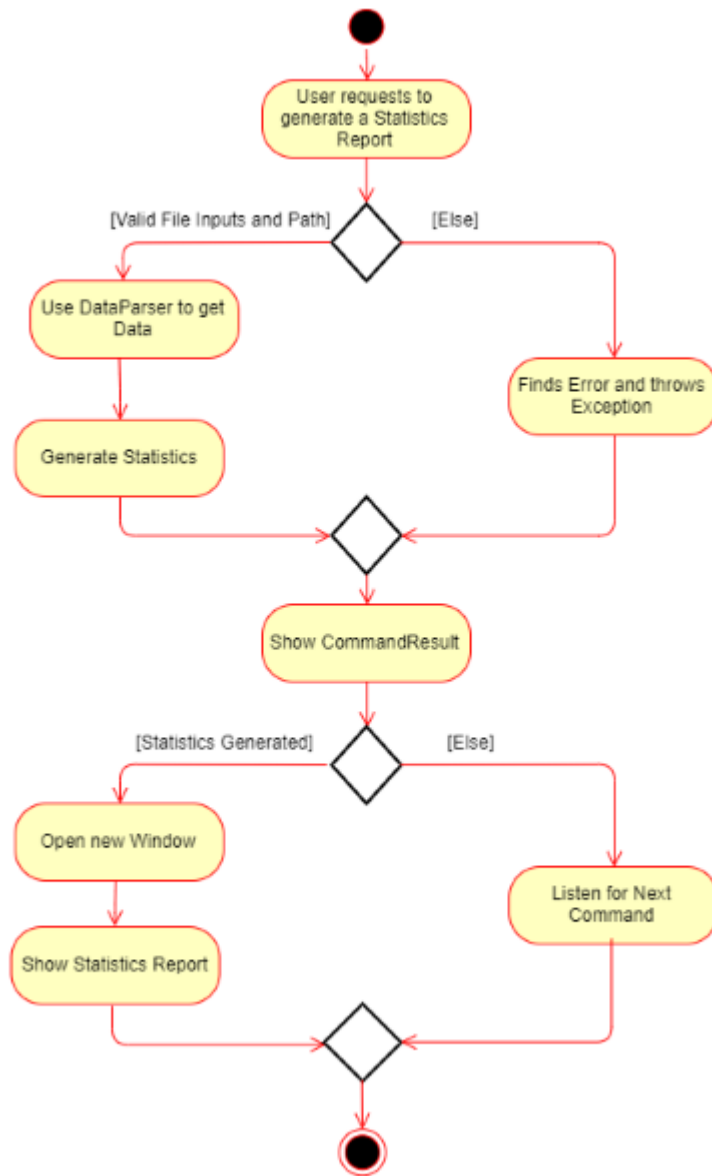 User requests to
generate a Statistics
Report
[Valid File Inputs and Path]
[Else]
Use DataParser to get
Data
Finds Error and throws
Exception
Generate Statistics
Show CommandResult
[Statistics Generated]
[Else]
Open new Window
Listen for Next
Command
Show Statistics Report